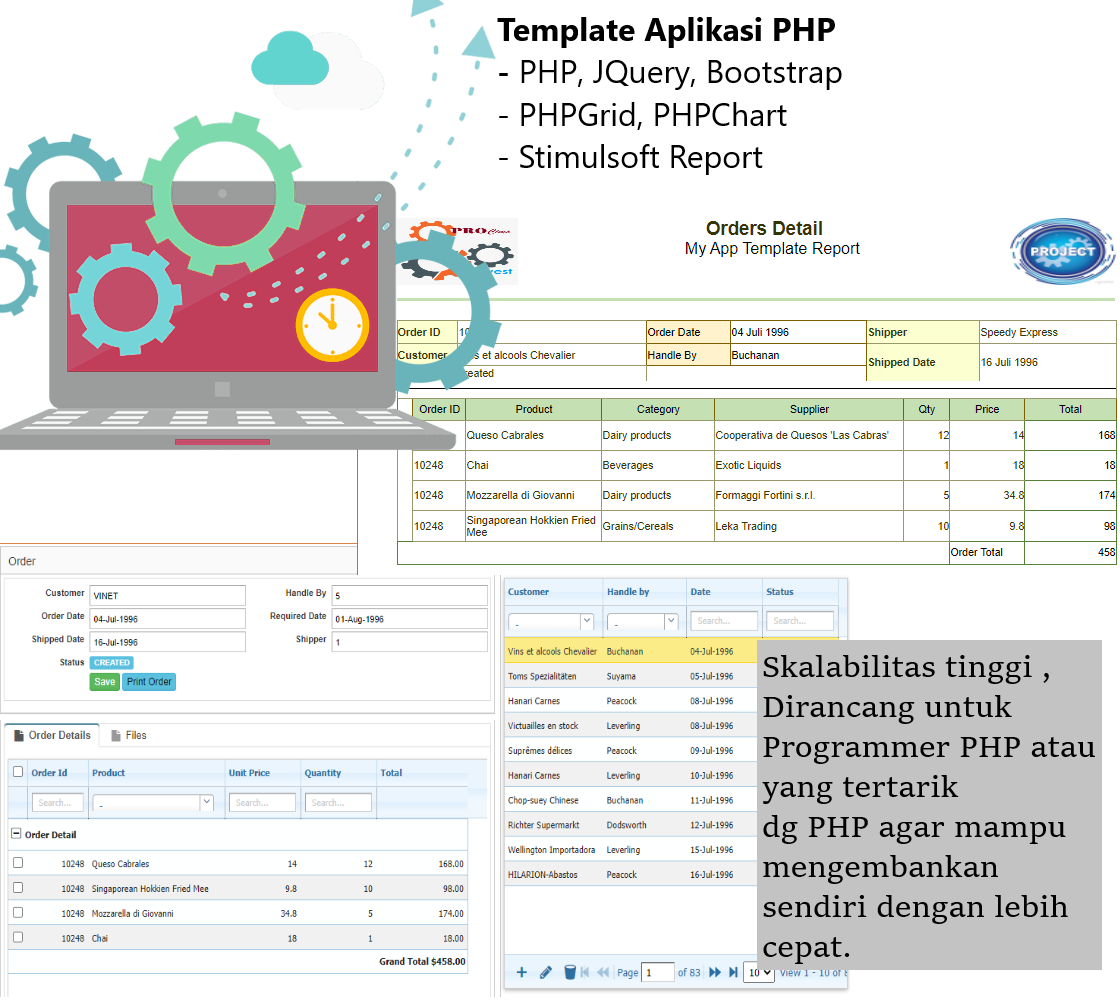 Template Aplikasi PHP
- PHP, JQuery, Bootstrap
- PHPGrid, PHPChart
- Stimulsoft Report
Orders Detail
My App Template Report
PROJECT
Order ID 10 Order Date 04 Juli 1996 Shipper Speedy Express
Customer et alcools Chevalier Handle By Buchanan Shipped Date 16 Juli 1996
Order ID Product Category Supplier Qty Price Total
Queso Cabrales Dairy products Cooperativa de Quesos 'Las Cabras' 12 14 168
10248 Chai Beverages Exotic Liquids 1 18 18
10248 Mozzarella di Giovanni Dairy products Formaggi Fortini s.r.l. 5 34.8 174
10248 Singaporean Hokkien Fried Mee Grains/Cereals Leka Trading 10 9.8 98
Order Total 458
Order
Customer VINET Handle By 5
Order Date 04-Jul-1996 Required Date 01-Aug-1996
Shipped Date 16-Jul-1996 Shipper 1
Status CREATED
Save Print Order
Order Details Files
Order Id Product Unit Price Quantity Total
Search... - Search... Search...
Order Detail
10248 Queso Cabrales 14 12 168.00
10248 Singaporean Hokkien Fried Mee 9.8 10 98.00
10248 Mozzarella di Giovanni 34.8 5 174.00
10248 Chai 18 1 18.00
Grand Total $458.00
Customer Handle by Date Status
- - Search... Search...
Vins et alcools Chevalier Buchanan 04-Jul-1996
Toms Spezialitäten Suyama 05-Jul-1996
Hanari Carnes Peacock 08-Jul-1996
Victuailles en stock Leverling 08-Jul-1996
Suprêmes délices Peacock 09-Jul-1996
Hanari Carnes Leverling 10-Jul-1996
Chop-suey Chinese Buchanan 11-Jul-1996
Richter Supermarkt Dodsworth 12-Jul-1996
Wellington Importadora Leverling 15-Jul-1996
HILARION-Abastos Peacock 16-Jul-1996
Page 1 of 83 10 View 1 - 10 of
Skalabilitas tinggi ,
Dirancang untuk
Programmer PHP atau
yang tertarik
dg PHP agar mampu
mengembankan
sendiri dengan lebih
cepat.